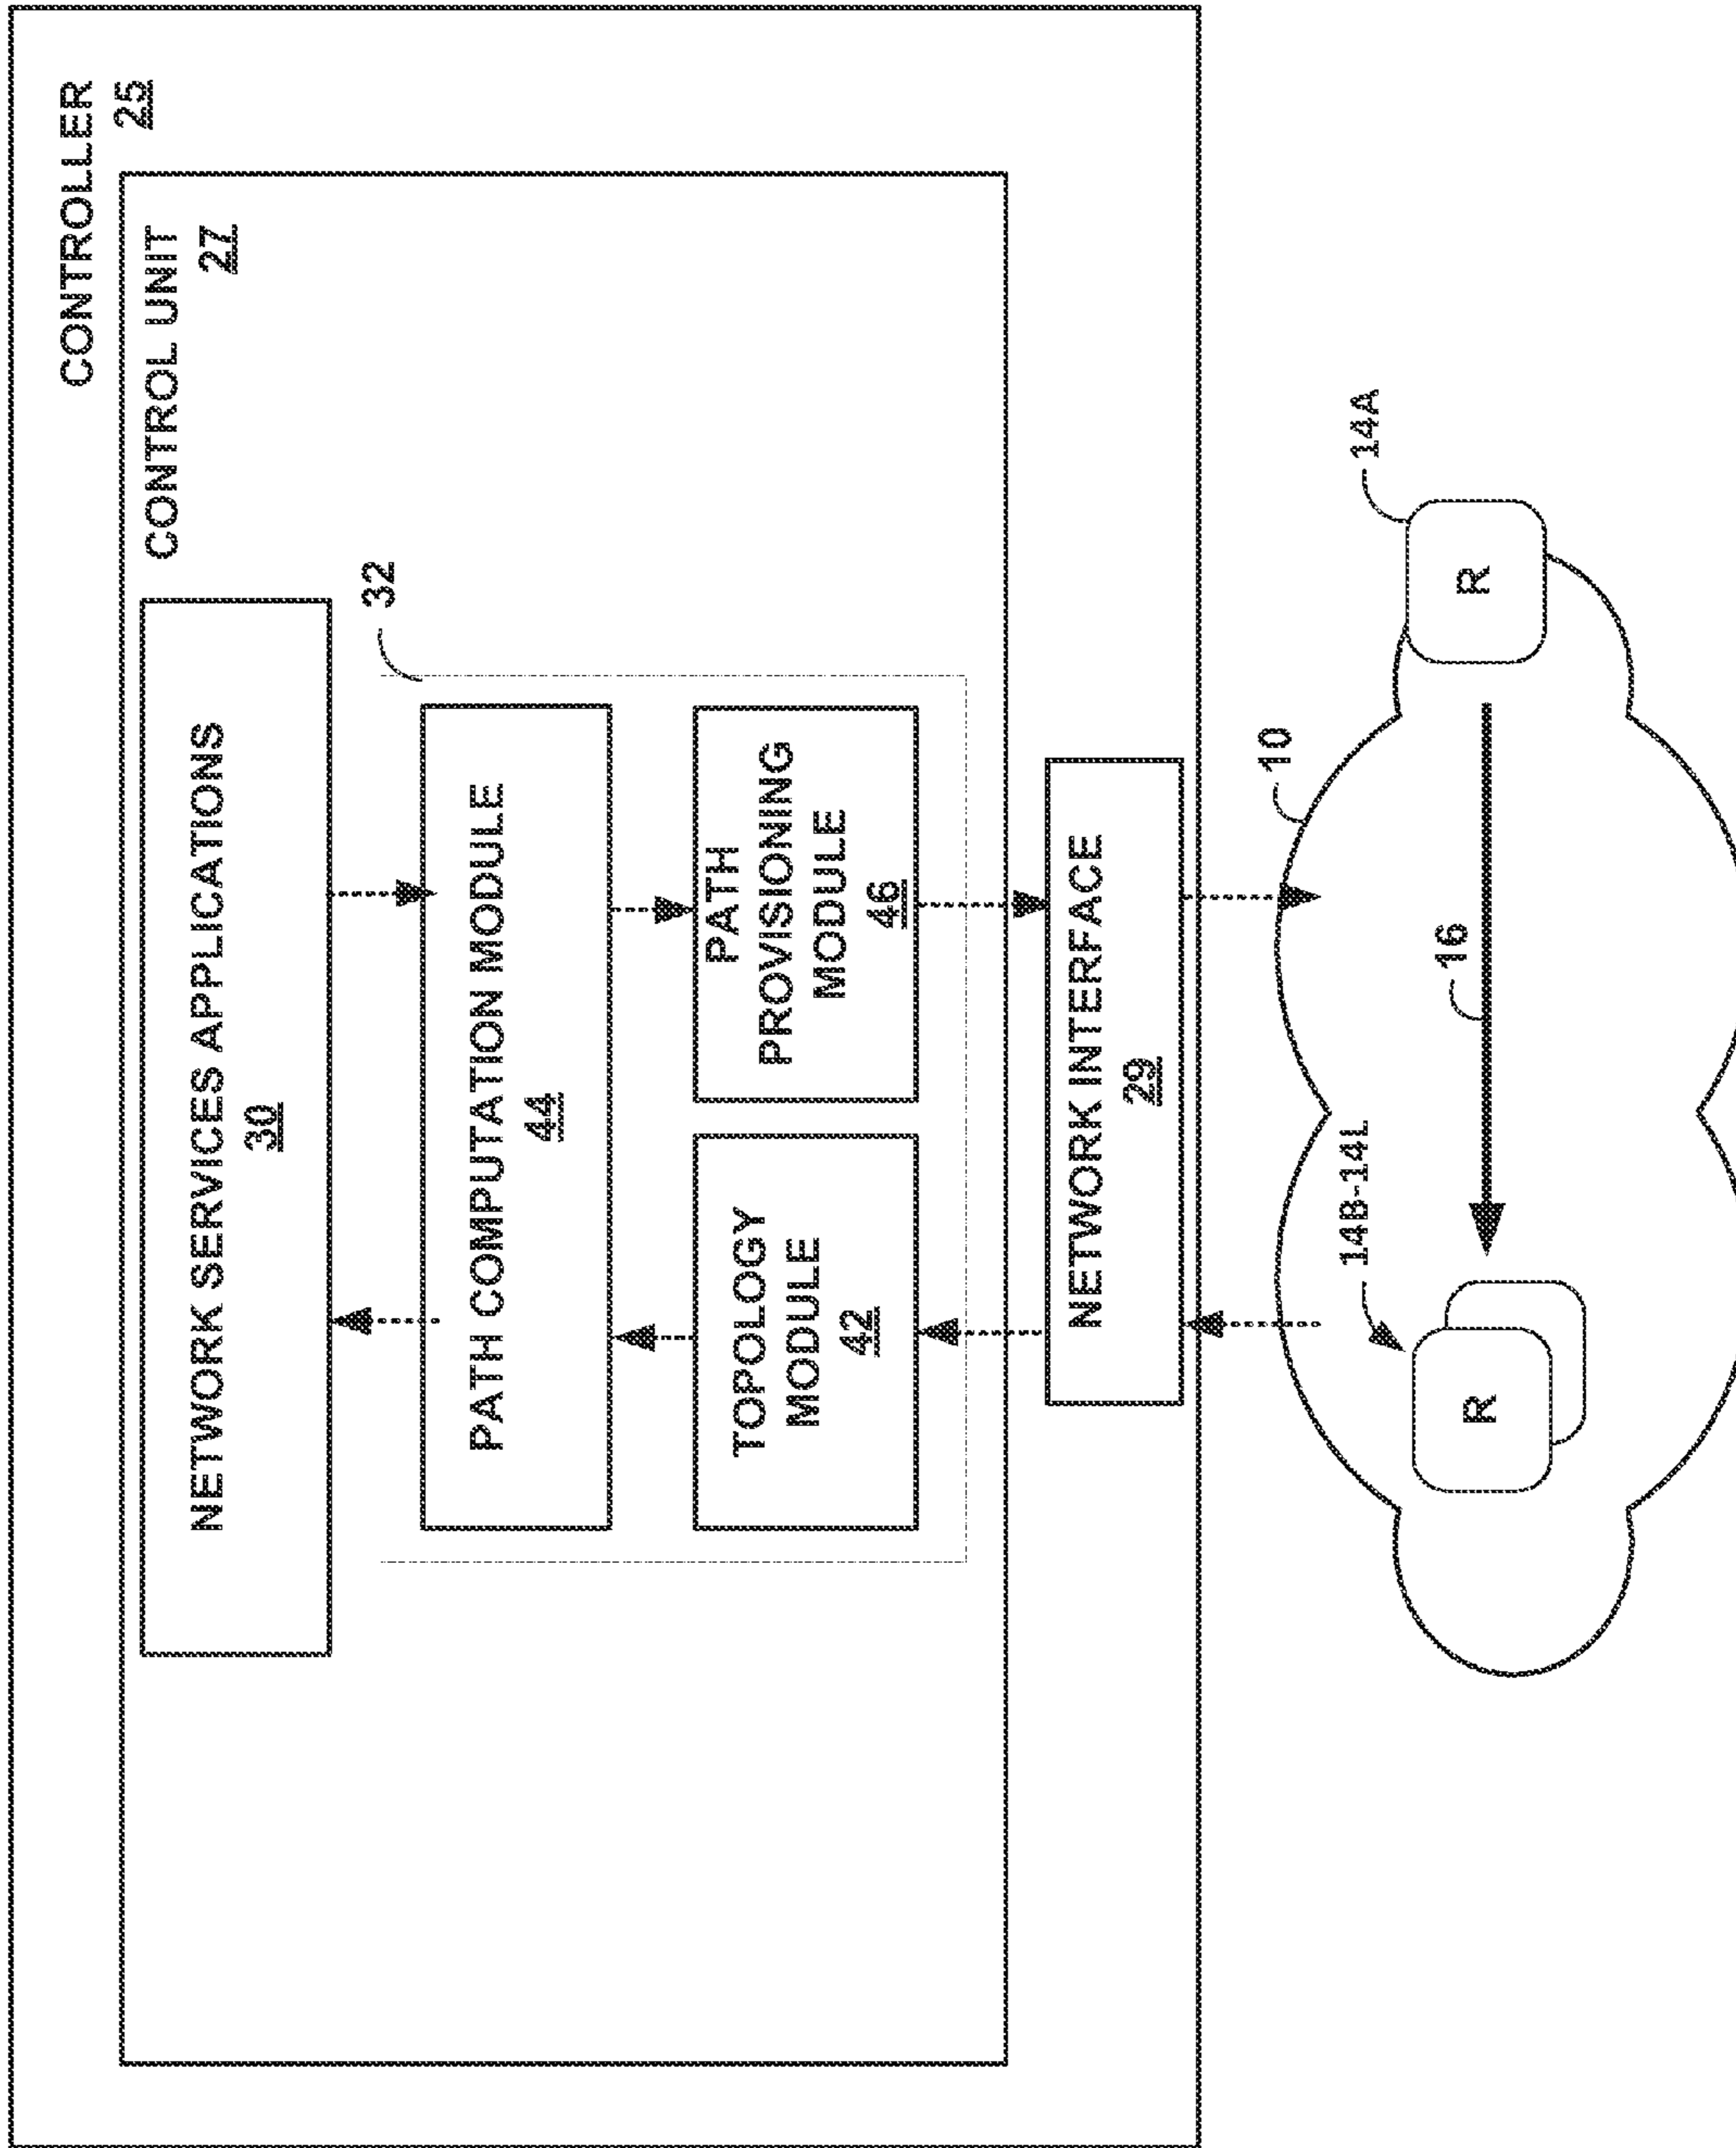 CONTROLLER
25
CONTROL UNIT
27
NETWORK SERVICES APPLICATIONS
30
32
PATH COMPUTATION MODULE
44
TOPOLOGY
MODULE
42
PATH
PROVISIONING
MODULE
46
NETWORK INTERFACE
29
10
14B-14L
R
16
14A
R